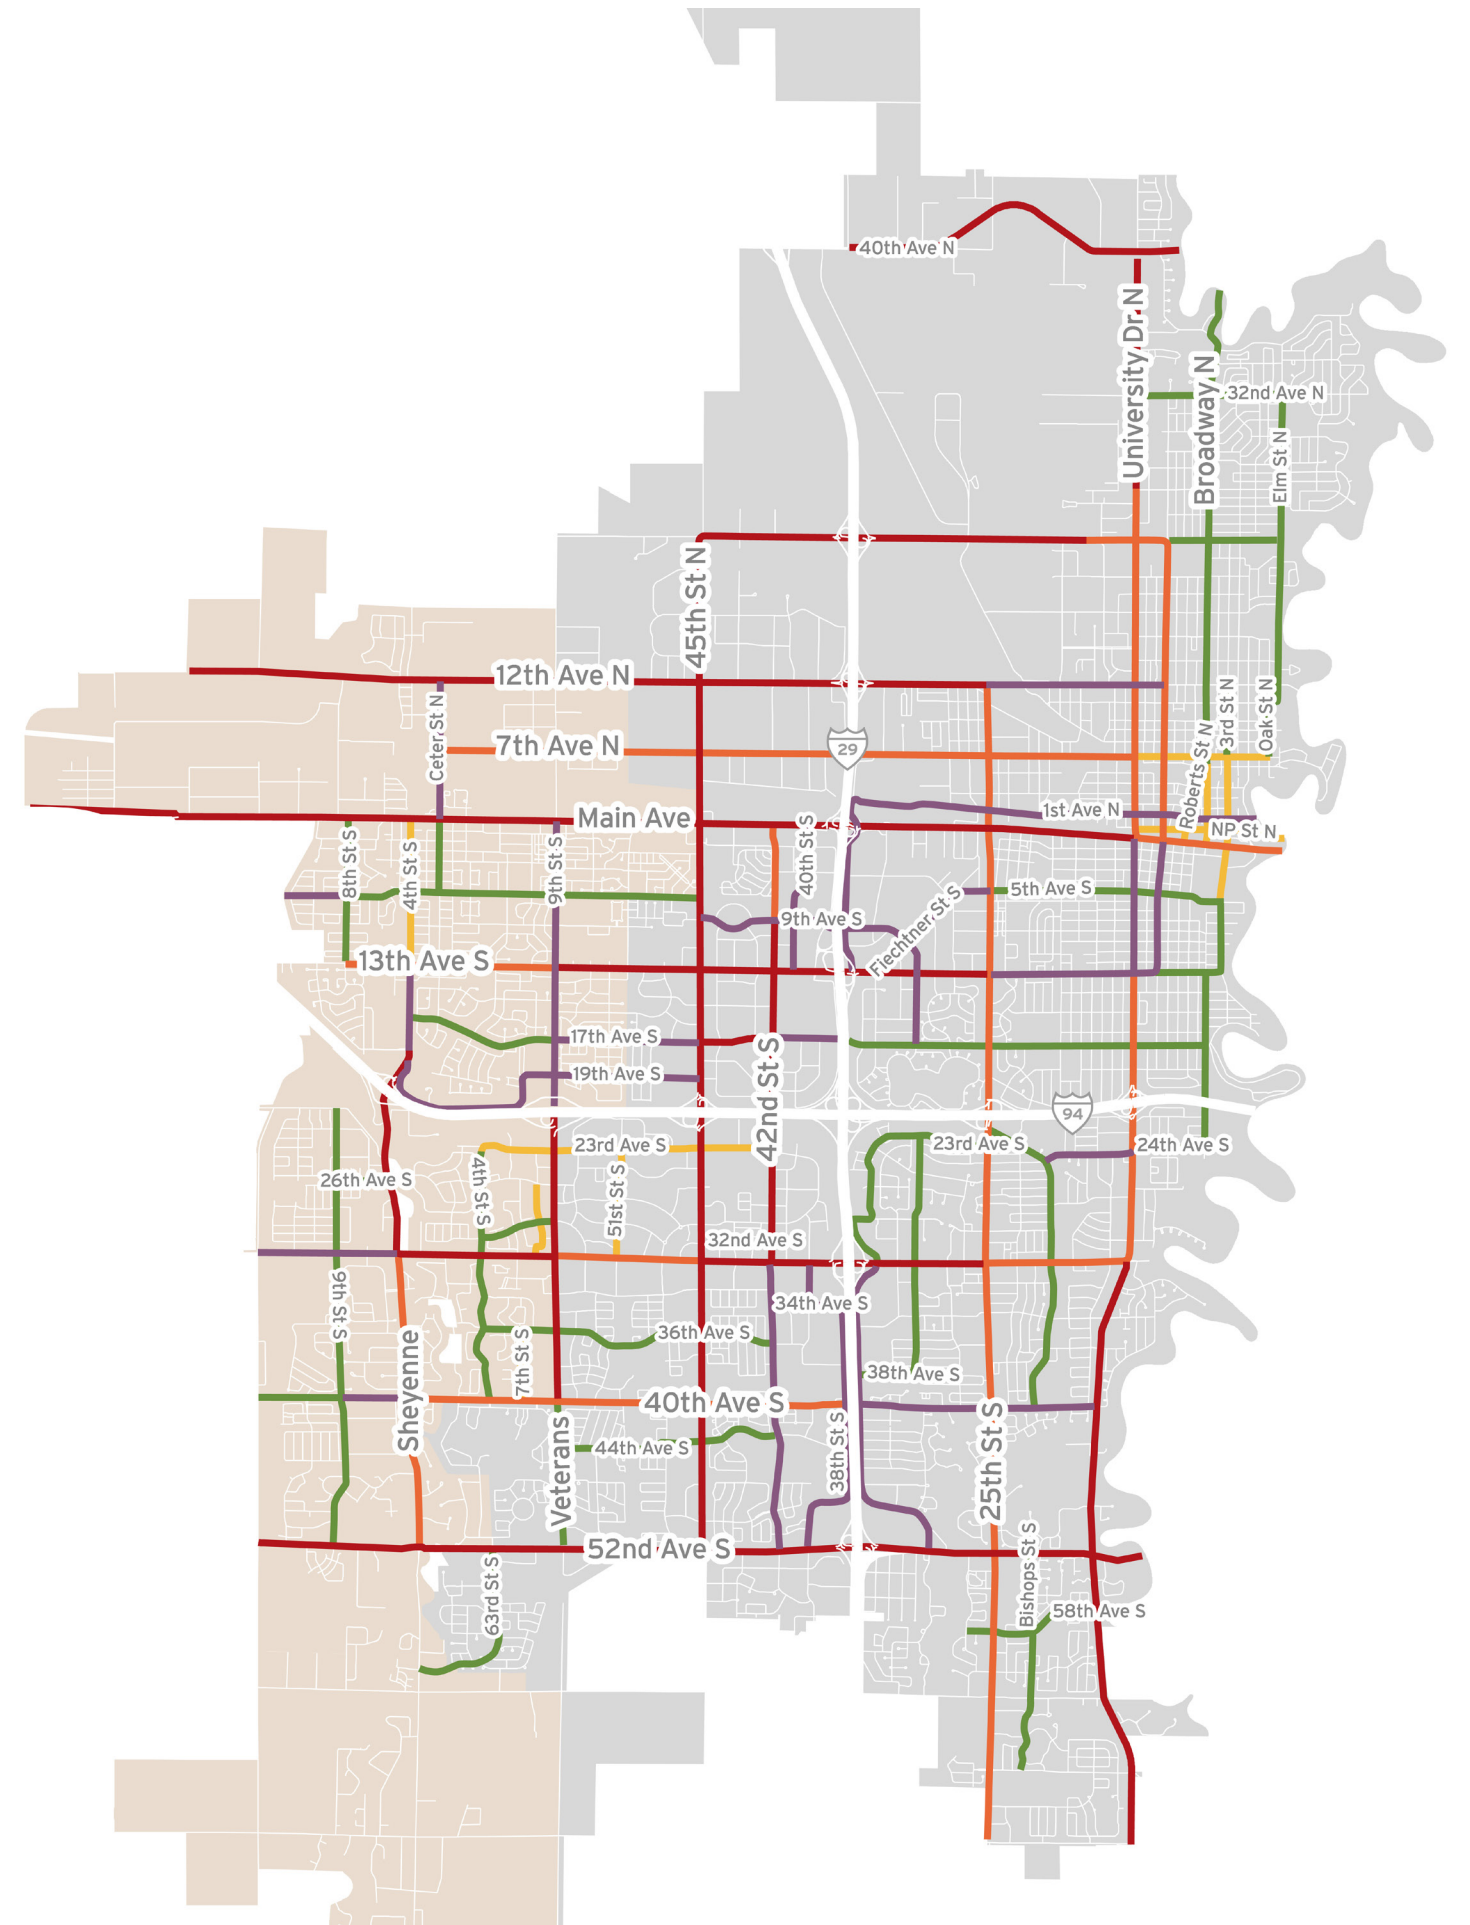 40th Ave N
University Dr N
Broadway N
32nd Ave N
Elm St N
45th St N
12th Ave N
Ceter St N
7th Ave N
29
3rd St N
Oak St N
Roberts St N
1st Ave N
NP St N
Main Ave
8th St S
4th St S
9th St S
40th St S
5th Ave S
9th Ave S
Fiechtner St S
13th Ave S
17th Ave S
19th Ave S
42nd St S
94
23rd Ave S
23rd Ave S
24th Ave S
26th Ave S
4th St S
51st St S
32nd Ave S
9th St S
34th Ave S
36th Ave S
7th St S
Sheyenne
38th Ave S
40th Ave S
25th St S
38th St S
44th Ave S
Veterans
52nd Ave S
63rd St S
Bishops St S
58th Ave S